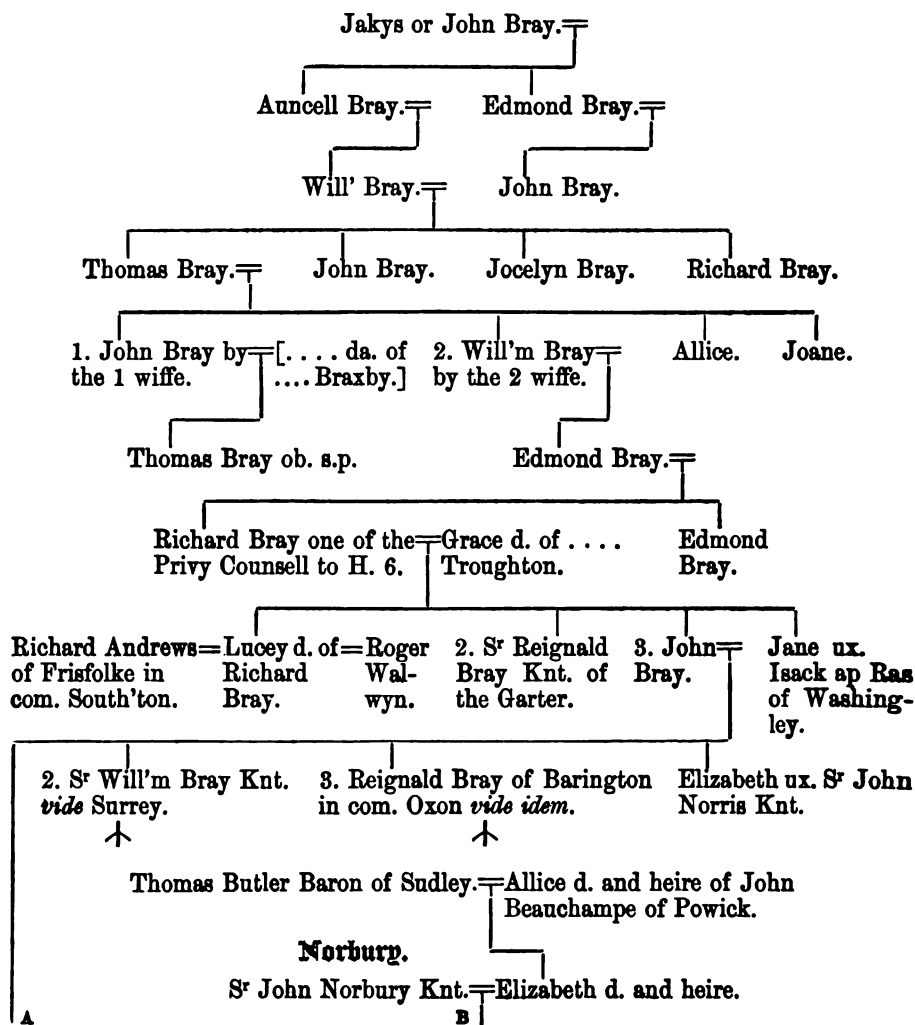 Jakys or John Bray.
Auncell Bray. Edmond Bray.
Will' Bray. John Bray.
Thomas Bray. John Bray. Jocelyn Bray. Richard Bray.
1. John Bray by the 1 wiffe.
[.... da. of .... Braxby.]
2. Will'm Bray by the 2 wiffe.
Allice. Joane.
Thomas Bray ob. s.p. Edmond Bray.
Richard Bray one of the
Privy Counsell to H. 6.
Grace d. of ....
Troughton.
Edmond
Bray.
Richard Andrews
of Frisfolke in
com. South'ton.
Lucey d. of
Richard
Bray.
Roger
Wal-
wyn.
2. Sr Reignald
Bray Knt. of
the Garter.
3. John
Bray.
Jane ux.
Isack ap Ras
of Washing-
ley.
2. Sr Will'm Bray Knt.
vide Surrey.
3. Reignald Bray of Barington
in com. Oxon vide idem.
Elizabeth ux. Sr John
Norris Knt.
Thomas Butler Baron of Sudley.
Allice d. and heire of John
Beauchampe of Powick.
Norbury.
Sr John Norbury Knt. Elizabeth d. and heire.
A B